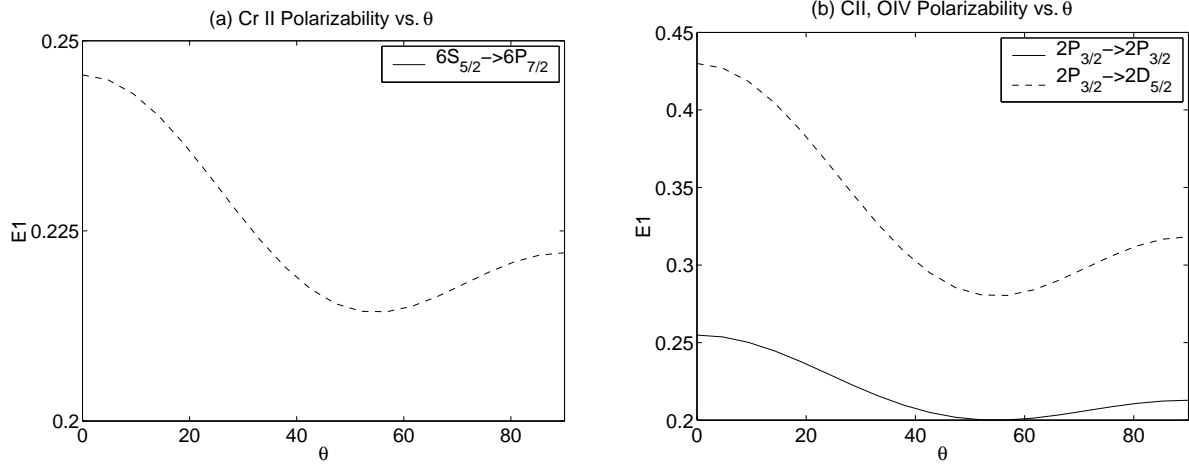 (a) Cr II Polarizability vs. θ
0.25
0.225
0.2
E1
0 20 40 60 80
θ
6S5/2->6P7/2
(b) CII, OIV Polarizability vs. θ
0.45
0.4
0.35
0.3
0.25
0.2
E1
0 20 40 60 80
θ
2P3/2->2P3/2
2P3/2->2D5/2